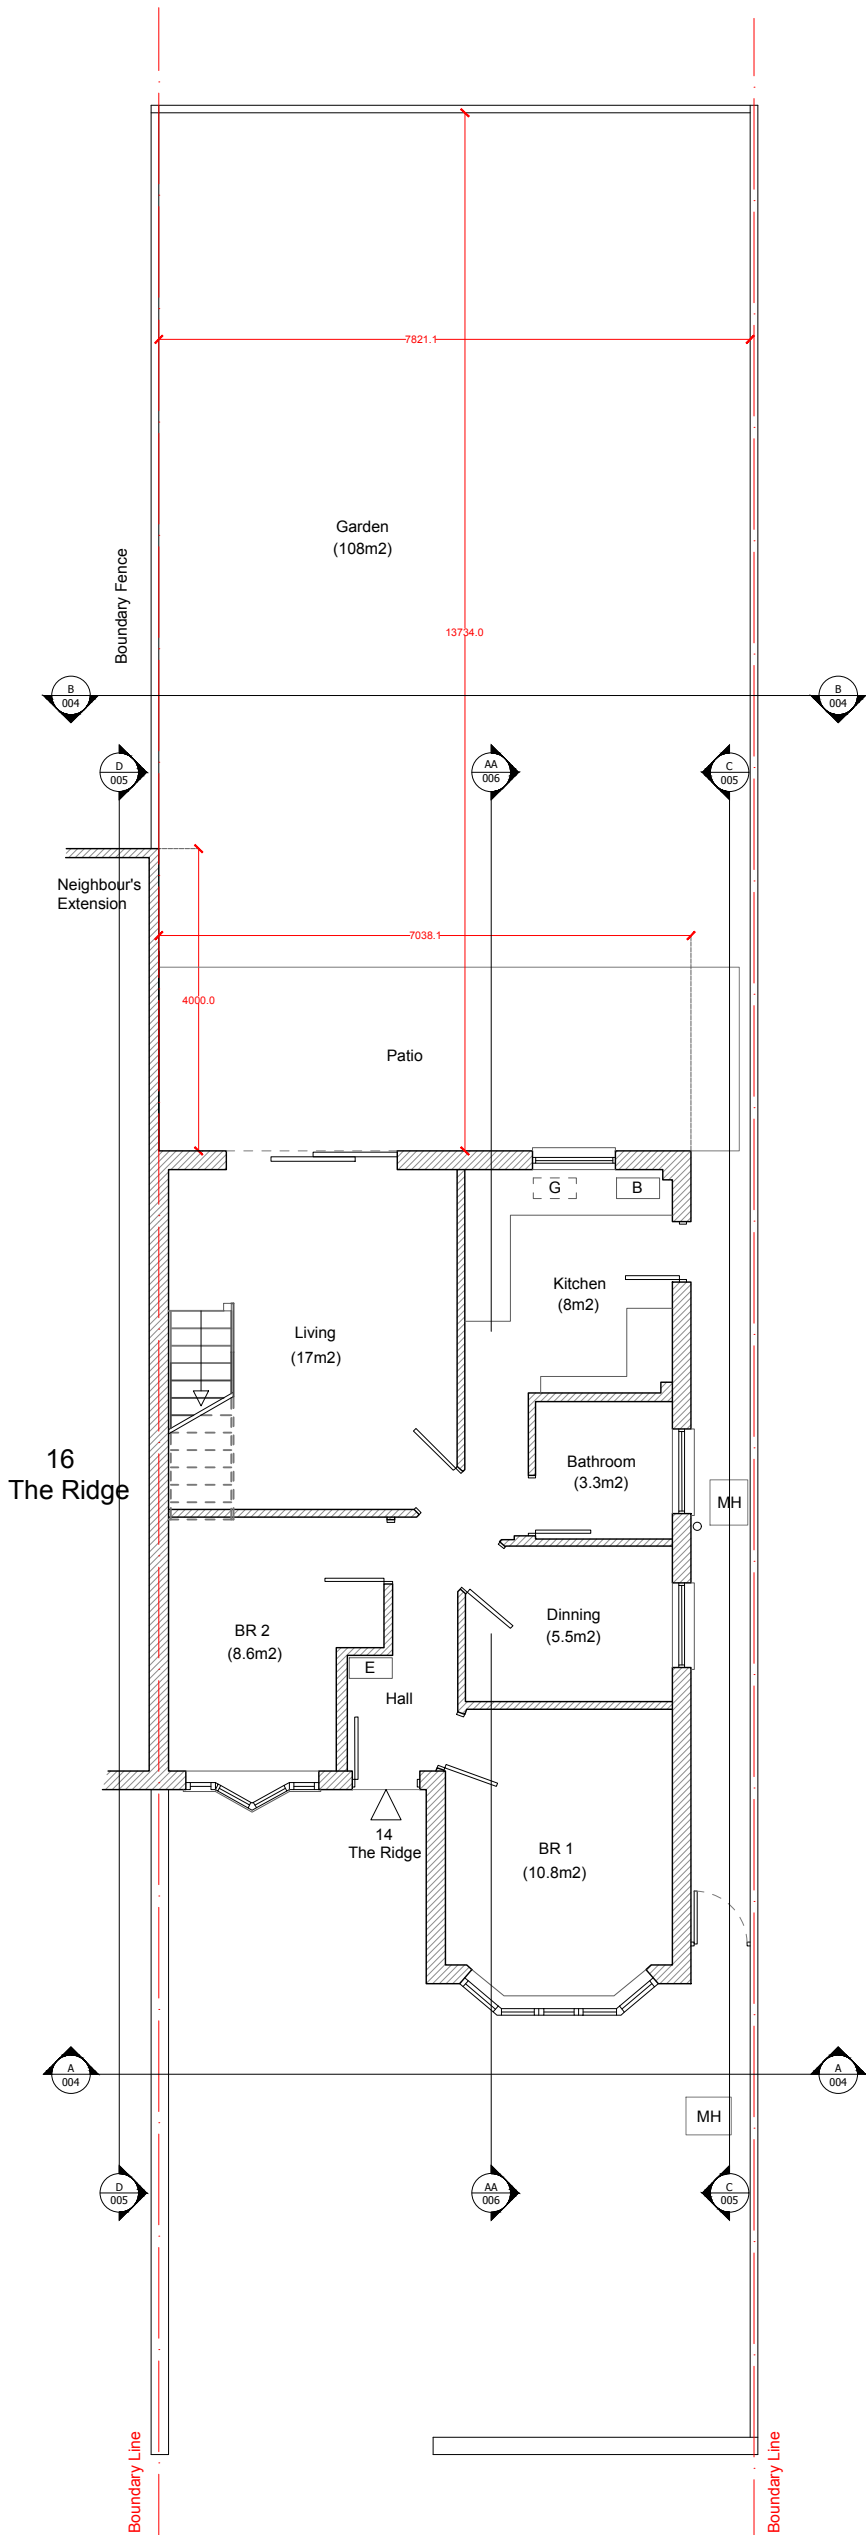 7821.1
Garden
(108m2)
Boundary Fence
13734.0
B
004
B
004
D
005
AA
006
C
005
Neighbour's
Extension
7038.1
4000.0
Patio
G
B
Kitchen
(8m2)
Living
(17m2)
16
The Ridge
Bathroom
(3.3m2)
MH
Dinning
(5.5m2)
BR 2
(8.6m2)
E
Hall
14
The Ridge
BR 1
(10.8m2)
A
004
A
004
MH
D
005
AA
006
C
005
Boundary Line
Boundary Line